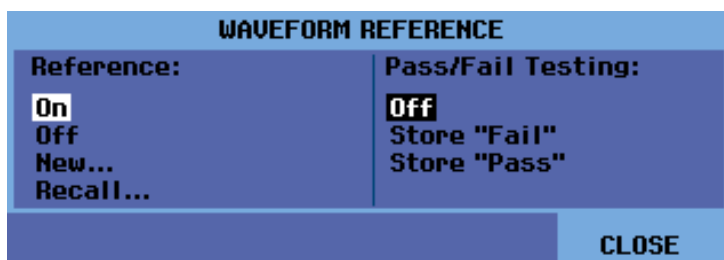 WAVEFORM REFERENCE
Reference:
On
Off
New...
Recall...
Pass/Fail Testing:
Off
Store "Fail"
Store "Pass"
CLOSE